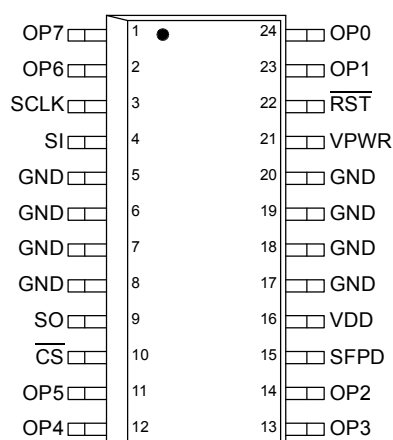 OP7 1 24 OP0
OP6 2 23 OP1
SCLK 3 22 RST
SI 4 21 VPWR
GND 5 20 GND
GND 6 19 GND
GND 7 18 GND
GND 8 17 GND
SO 9 16 VDD
CS 10 15 SFPD
OP5 11 14 OP2
OP4 12 13 OP3